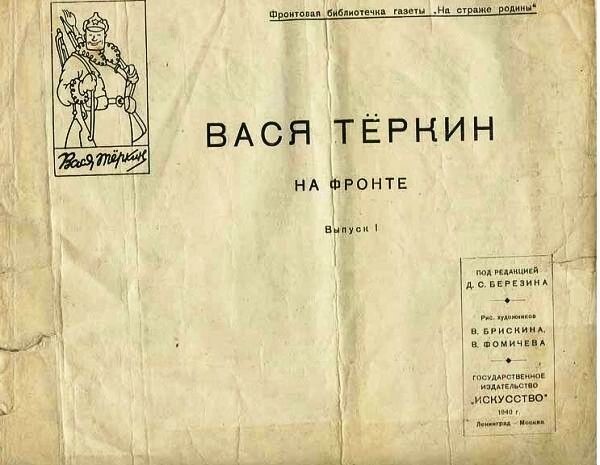 Фронтовая библиотечка газеты „На страже родины“
Вася Тёркин
ВАСЯ ТЁРКИН
НА ФРОНТЕ
Выпуск I
ПОД РЕДАКЦИЕЙ
Д. С. БЕРЕЗИНА
Рис. художников
В. БРИСКИНА,
В. ФОМИЧЕВА
ГОСУДАРСТВЕННОЕ
ИЗДАТЕЛЬСТВО
„ИСКУССТВО“
1940 г.
Ленинград – Москва